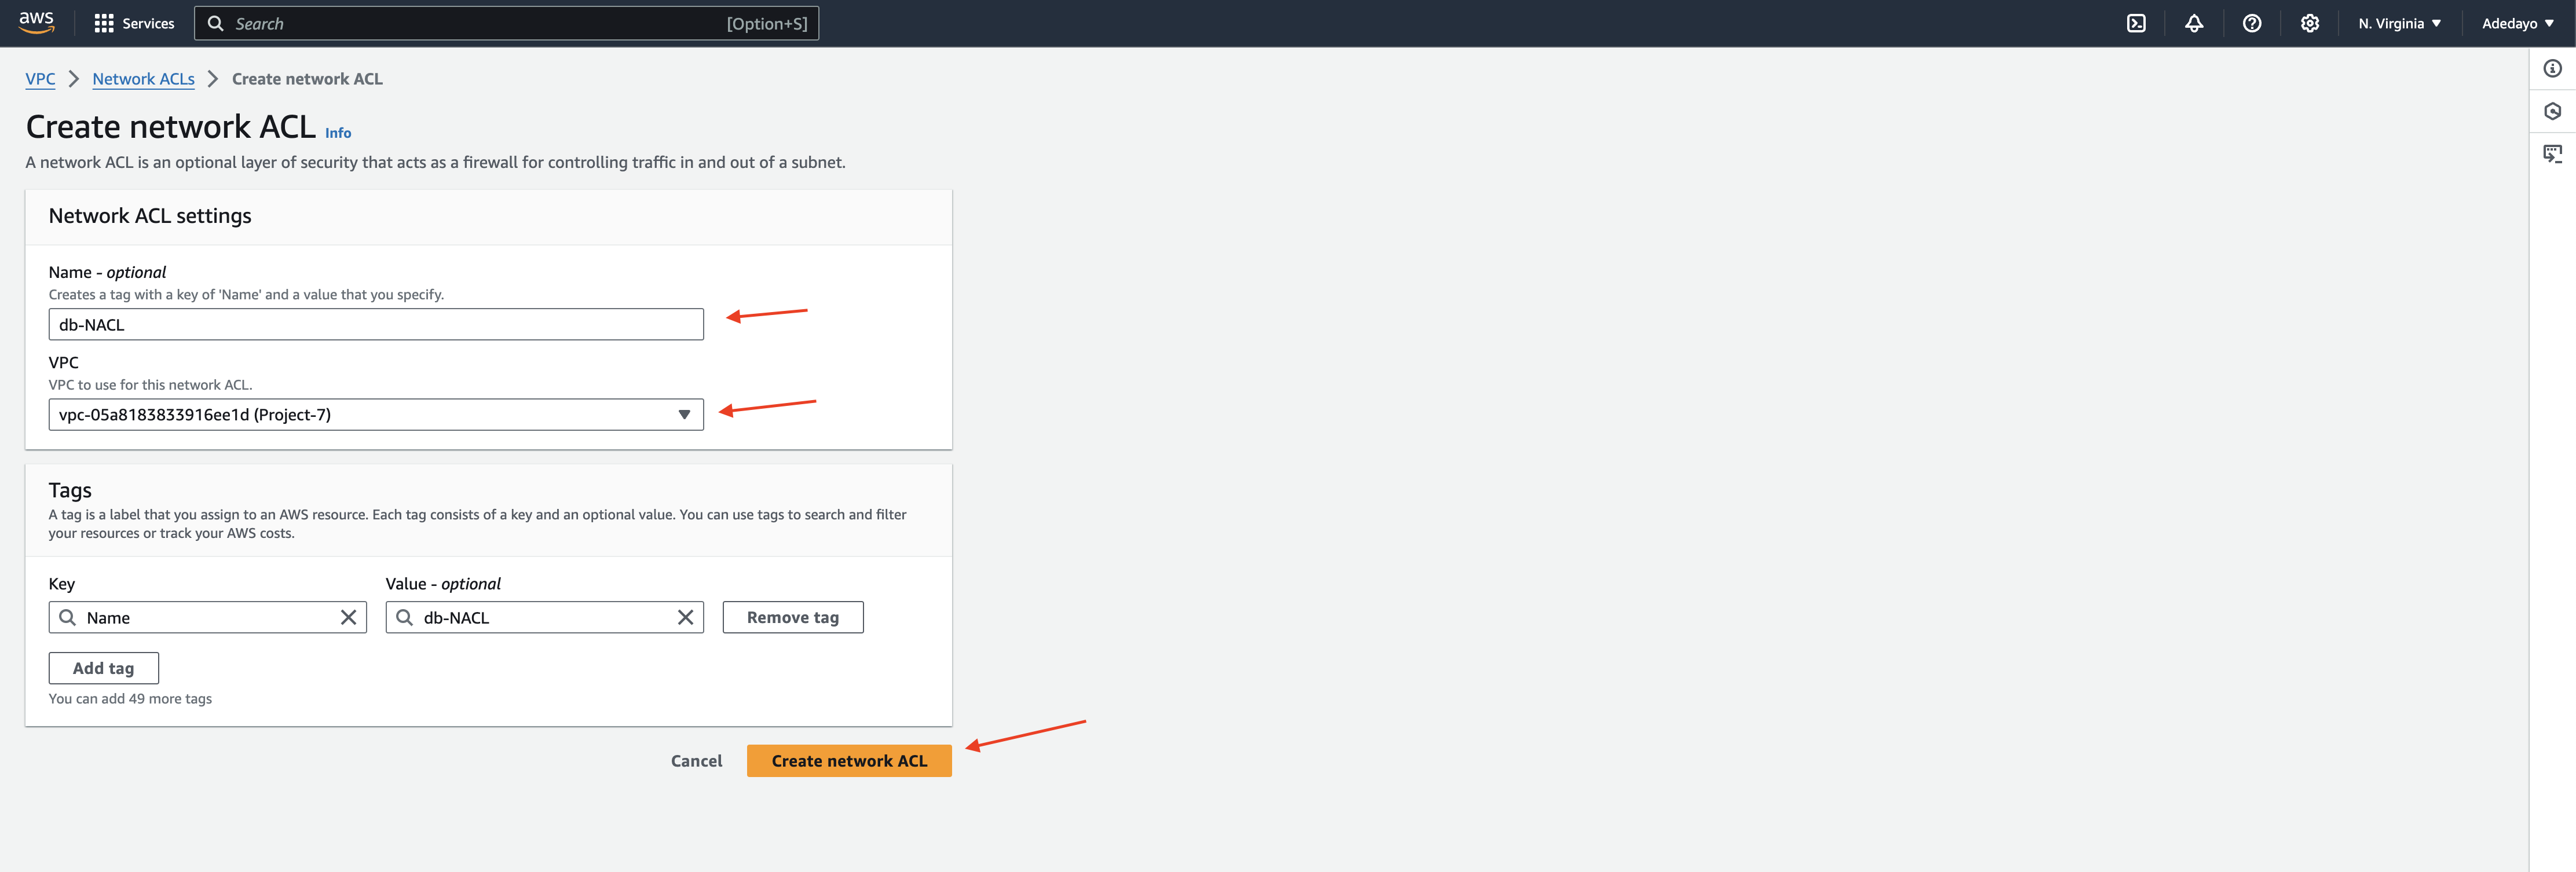 aws Services Search [Option+S] N. Virginia Adedayo
VPC Network ACLs Create network ACL
Create network ACL Info
A network ACL is an optional layer of security that acts as a firewall for controlling traffic in and out of a subnet.
Network ACL settings
Name - optional
Creates a tag with a key of 'Name' and a value that you specify.
db-NACL
VPC
VPC to use for this network ACL.
vpc-05a8183833916ee1d (Project-7)
Tags
A tag is a label that you assign to an AWS resource. Each tag consists of a key and an optional value. You can use tags to search and filter
your resources or track your AWS costs.
Key Value - optional
Name db-NACL Remove tag
Add tag
You can add 49 more tags
Cancel Create network ACL